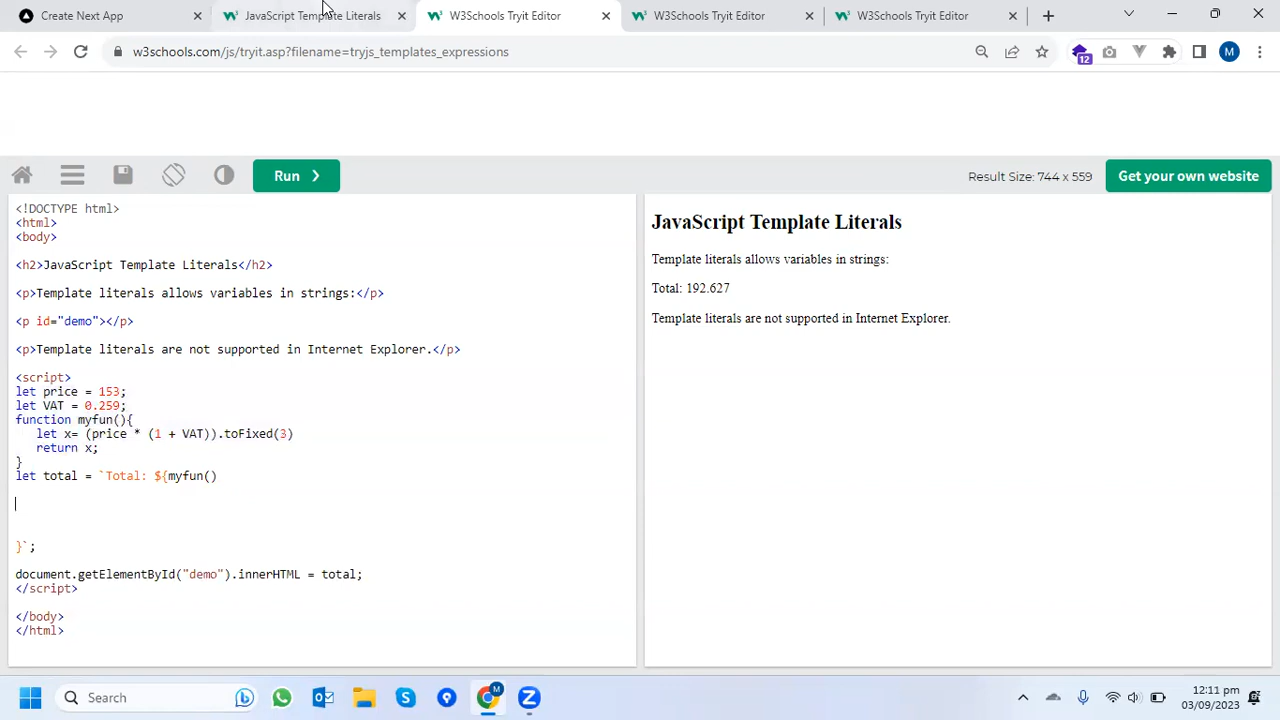 Create Next App
JavaScript Template Literals
W3Schools Tryit Editor
W3Schools Tryit Editor
W3Schools Tryit Editor
w3schools.com/js/tryit.asp?filename=tryjs_templates_expressions
12
M
Run
Result Size: 744 x 559
Get your own website
<!DOCTYPE html>
<html>
<body>
<h2>JavaScript Template Literals</h2>
<p>Template literals allows variables in strings:</p>
<p id="demo"></p>
<p>Template literals are not supported in Internet Explorer.</p>
<script>
let price = 153;
let VAT = 0.259;
function myfun(){
let x= (price * (1 + VAT)).toFixed(3)
return x;
}
let total = `Total: ${myfun()
}`;
document.getElementById("demo").innerHTML = total;
</script>
</body>
</html>
JavaScript Template Literals
Template literals allows variables in strings:
Total: 192.627
Template literals are not supported in Internet Explorer.
Search
12:11 pm
03/09/2023